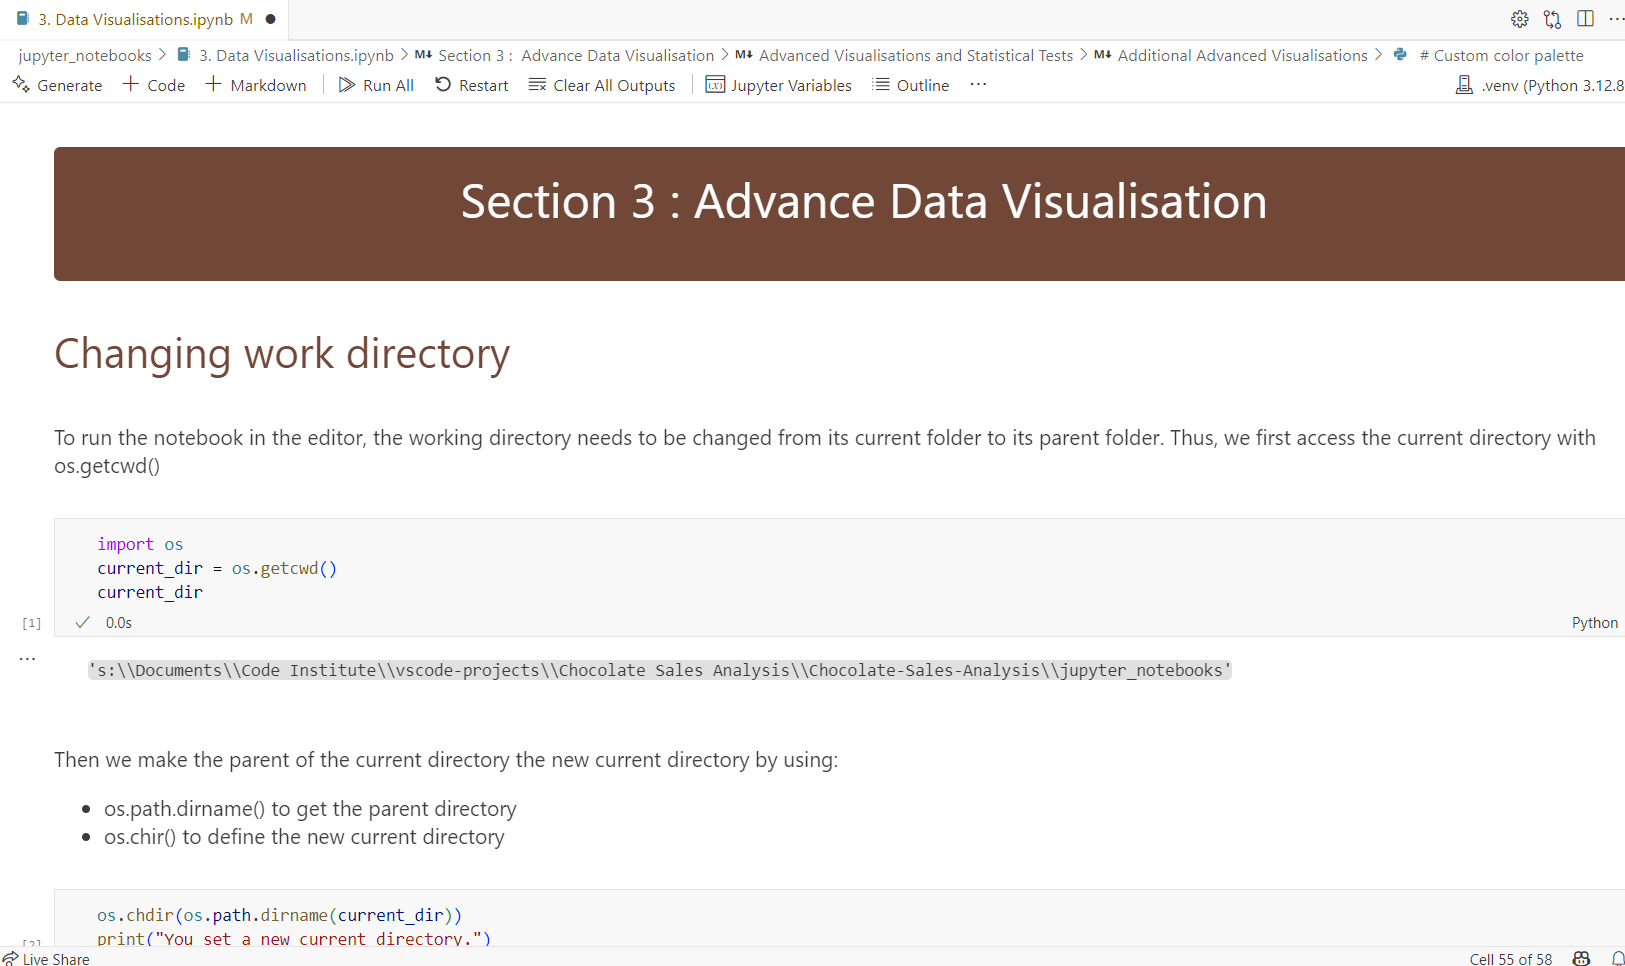 3. Data Visualisations.ipynb M
jupyter_notebooks > 3. Data Visualisations.ipynb > M↓ Section 3 : Advance Data Visualisation > M↓ Advanced Visualisations and Statistical Tests > M↓ Additional Advanced Visualisations > # Custom color palette
Generate + Code + Markdown Run All Restart Clear All Outputs Jupyter Variables Outline ... .venv (Python 3.12.8
Section 3 : Advance Data Visualisation
Changing work directory
To run the notebook in the editor, the working directory needs to be changed from its current folder to its parent folder. Thus, we first access the current directory with
os.getcwd()
import os
current_dir = os.getcwd()
current_dir
[1] 0.0s Python
...
's:\\Documents\\Code Institute\\vscode-projects\\Chocolate Sales Analysis\\Chocolate-Sales-Analysis\\jupyter_notebooks'
Then we make the parent of the current directory the new current directory by using:
• os.path.dirname() to get the parent directory
• os.chir() to define the new current directory
os.chdir(os.path.dirname(current_dir))
print("You set a new current directory.")
[2]
Live Share Cell 55 of 58